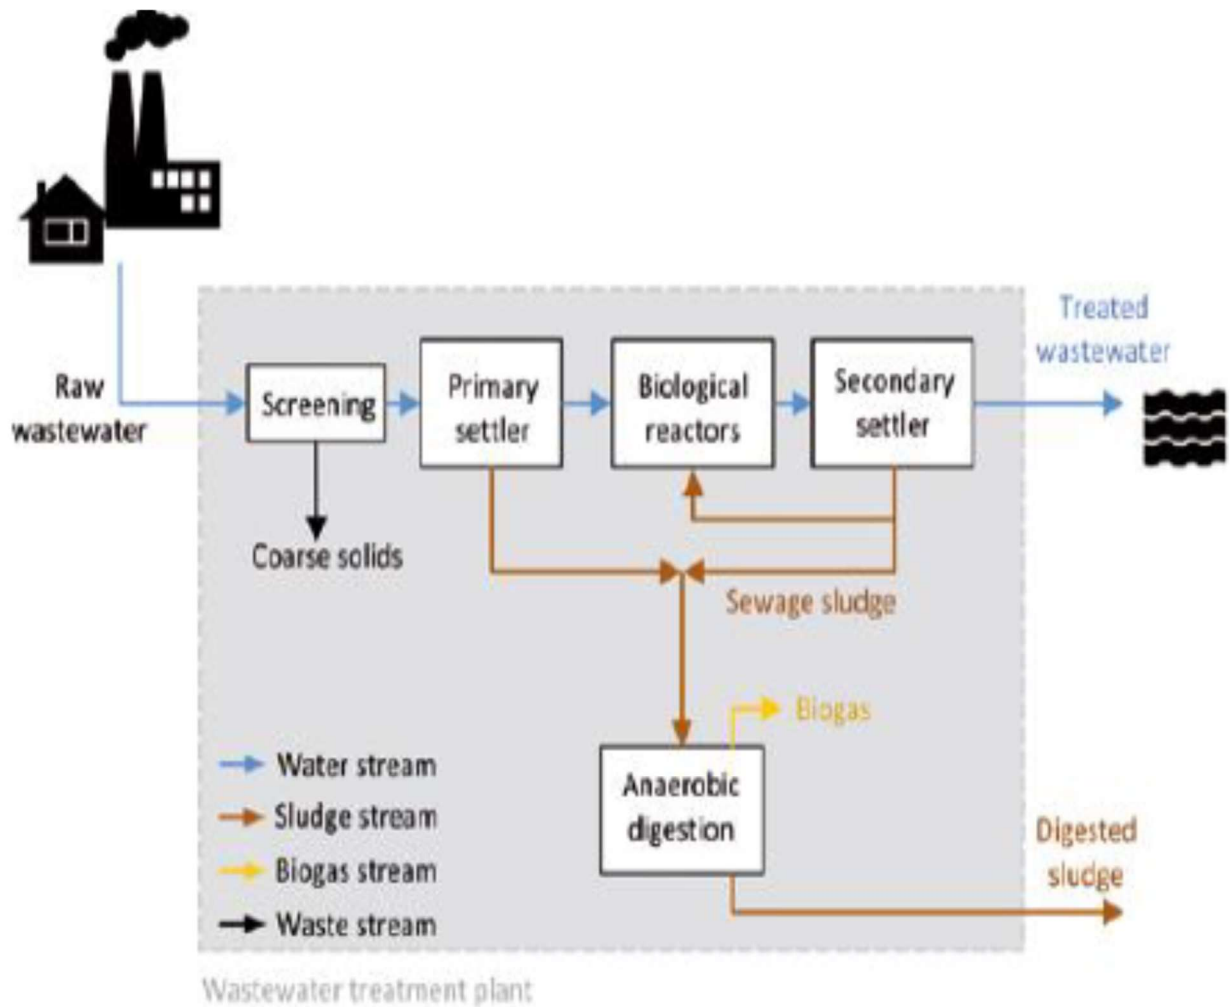 Raw
wastewater
Screening
Primary
settler
Biological
reactors
Secondary
settler
Treated
wastewater
Coarse solids
Sewage sludge
Biogas
Anaerobic
digestion
Digested
sludge
Water stream
Sludge stream
Biogas stream
Waste stream
Wastewater treatment plant